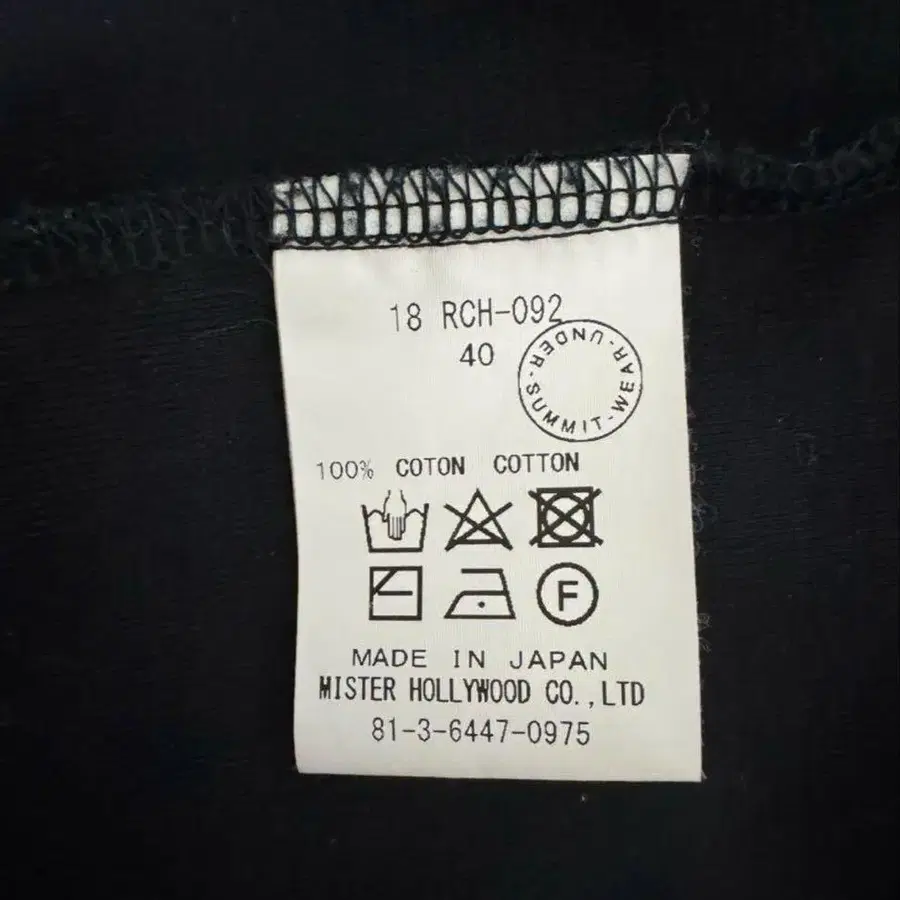 18 RCH-092
40
UNDER·SUMMIT-WEAR-
100% COTON COTTON
F
MADE IN JAPAN
MISTER HOLLYWOOD CO.,LTD
81-3-6447-0975